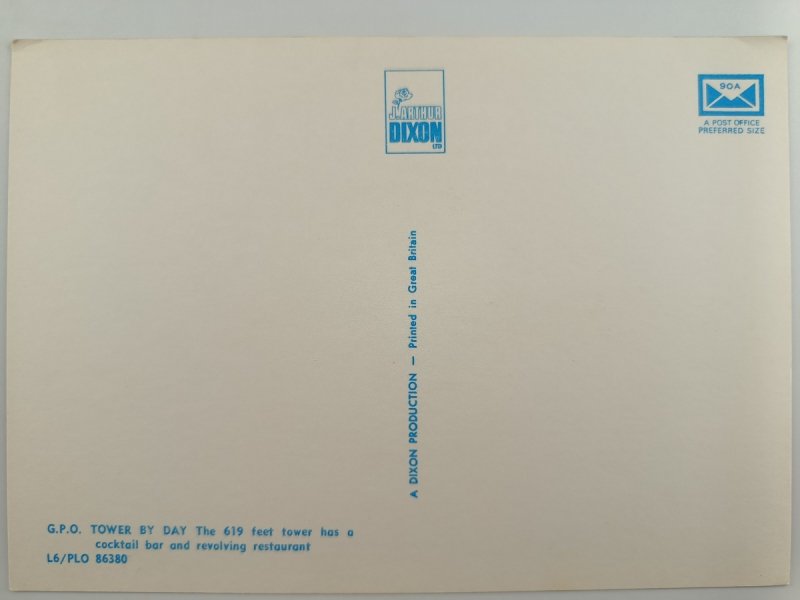 J. ARTHUR
DIXON
LTD
90A
A POST OFFICE
PREFERRED SIZE
A DIXON PRODUCTION — Printed in Great Britain
G.P.O. TOWER BY DAY The 619 feet tower has a
cocktail bar and revolving restaurant
L6/PLO 86380